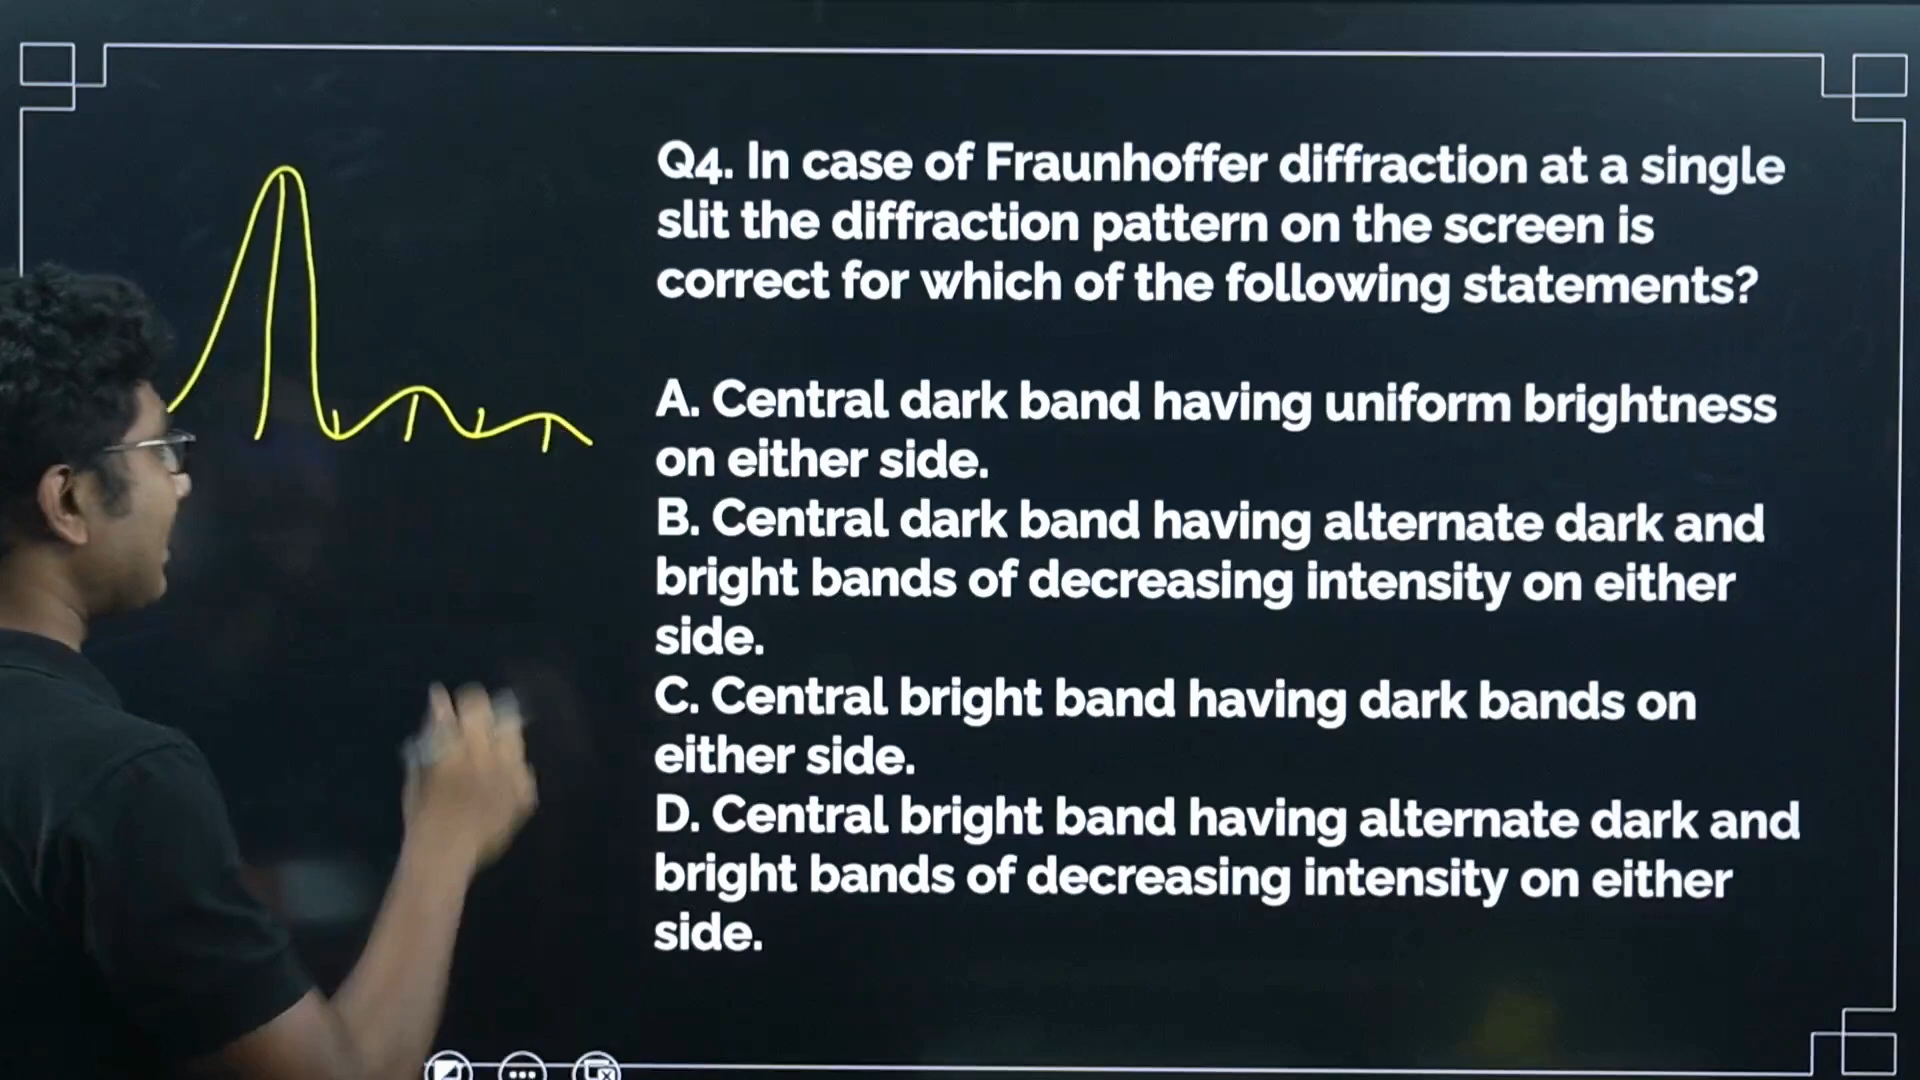 Q4. In case of Fraunhoffer diffraction at a single
slit the diffraction pattern on the screen is
correct for which of the following statements?
A. Central dark band having uniform brightness
on either side.
B. Central dark band having alternate dark and
bright bands of decreasing intensity on either
side.
C. Central bright band having dark bands on
either side.
D. Central bright band having alternate dark and
bright bands of decreasing intensity on either
side.